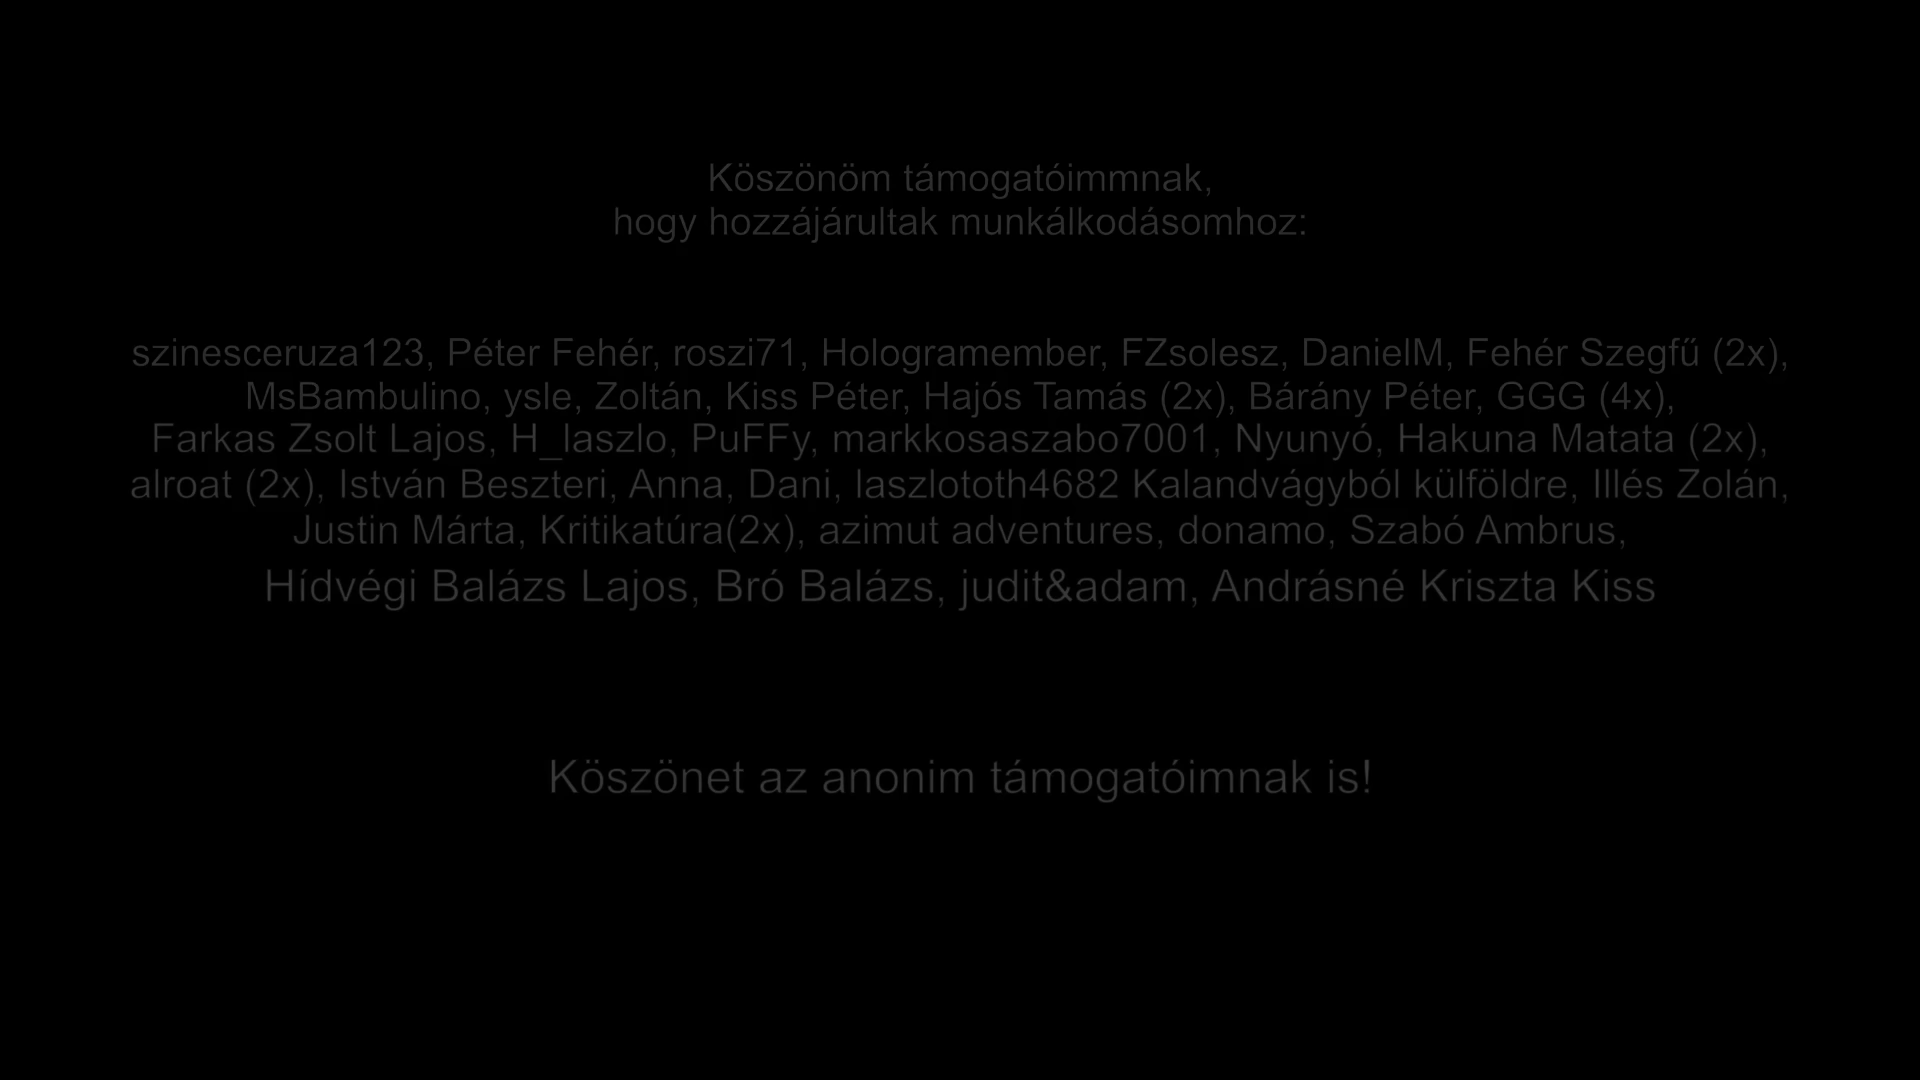 Köszönöm támogatóimmnak,
hogy hozzájárultak munkálkodásomhoz:
szinesceruza123, Péter Fehér, roszi71, Hologramember, FZsolesz, DanielM, Fehér Szegfű (2x),
MsBambulino, ysle, Zoltán, Kiss Péter, Hajós Tamás (2x), Bárány Péter, GGG (4x),
Farkas Zsolt Lajos, H_laszlo, PuFFy, markkosaszabo7001, Nyunyó, Hakuna Matata (2x),
alroat (2x), István Beszteri, Anna, Dani, laszlototh4682 Kalandvágyból külföldre, Illés Zolán,
Justin Márta, Kritikatúra(2x), azimut adventures, donamo, Szabó Ambrus,
Hídvégi Balázs Lajos, Bró Balázs, judit&adam, Andrásné Kriszta Kiss
Köszönet az anonim támogatóimnak is!